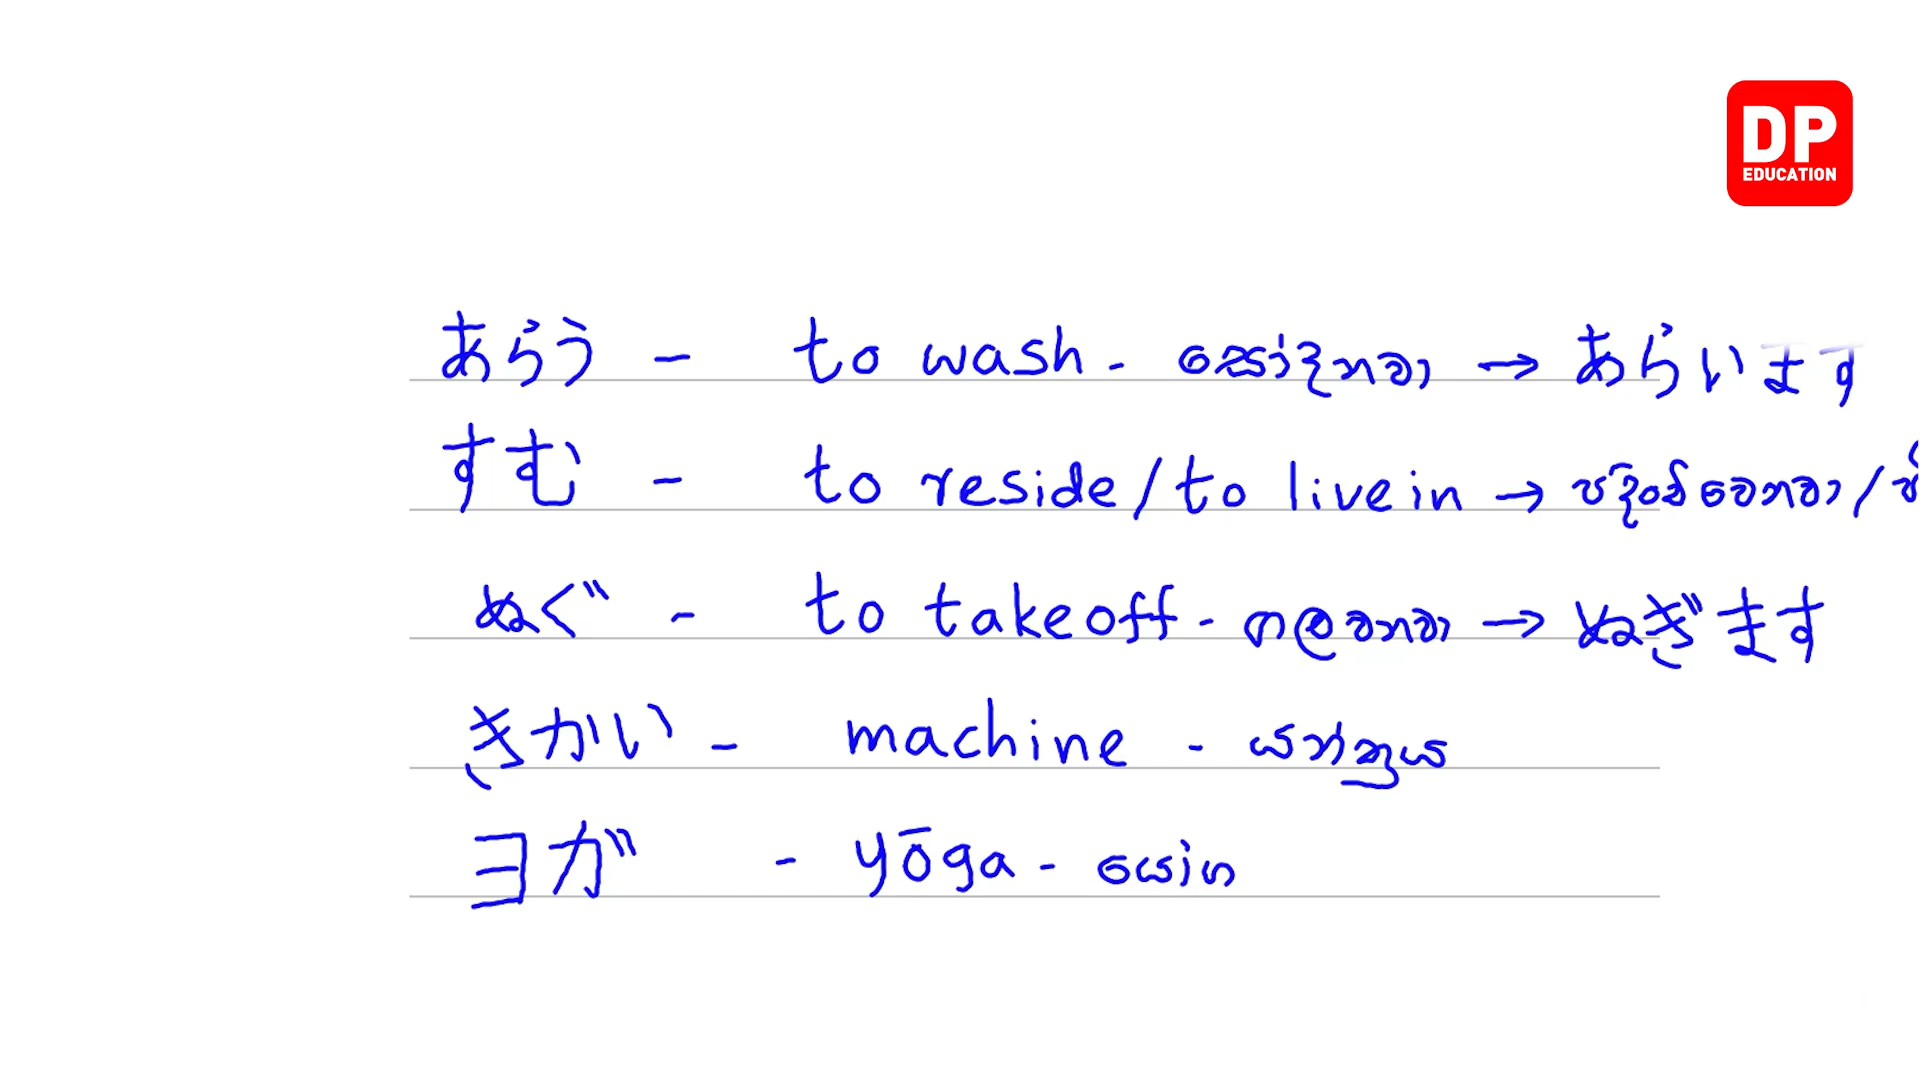 DP
EDUCATION
あらう - to wash - සෝදනවා → あらいます
すむ - to reside/to live in → පදිංචි වෙනවා /
ぬぐ - to takeoff - ගලවනවා → ぬぎます
きかい - machine - යන්ත්‍රය
ヨガ - yōga - යෝග